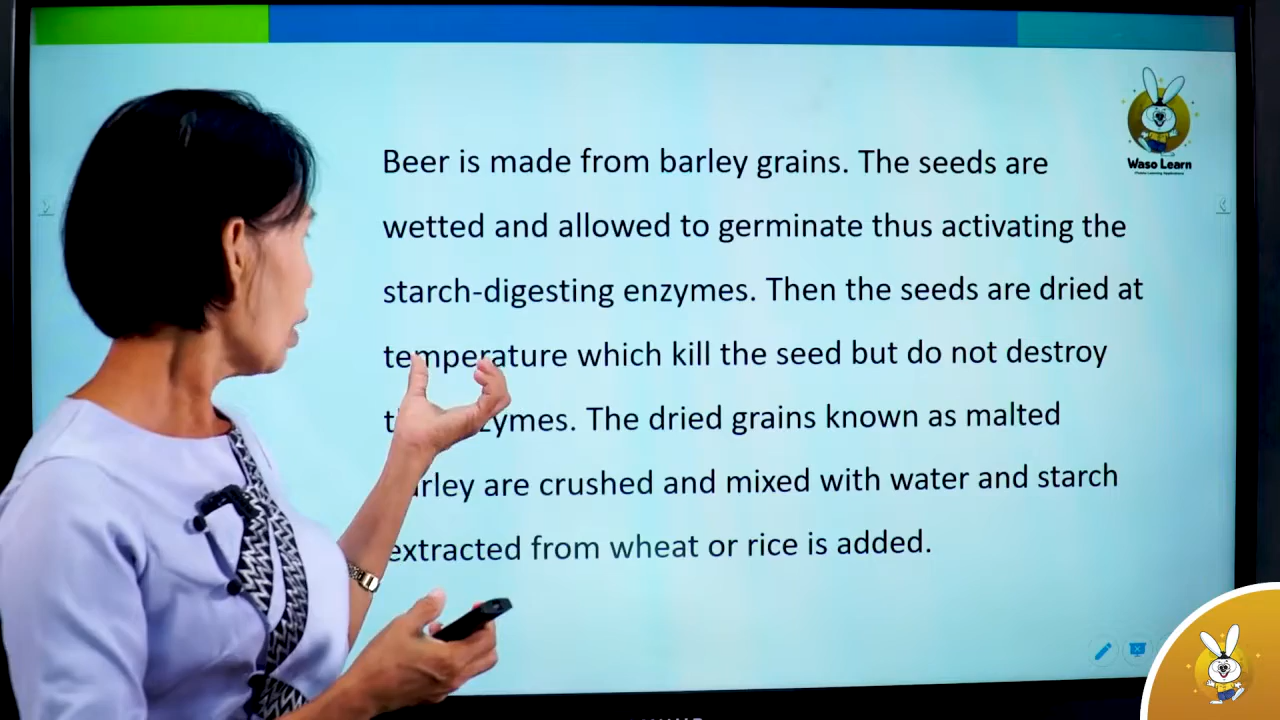 Beer is made from barley grains. The seeds are
wetted and allowed to germinate thus activating the
starch-digesting enzymes. Then the seeds are dried at
temperature which kill the seed but do not destroy
The dried grains known as malted
are crushed and mixed with water and starch
extracted from wheat or rice is added.
Waso Learn